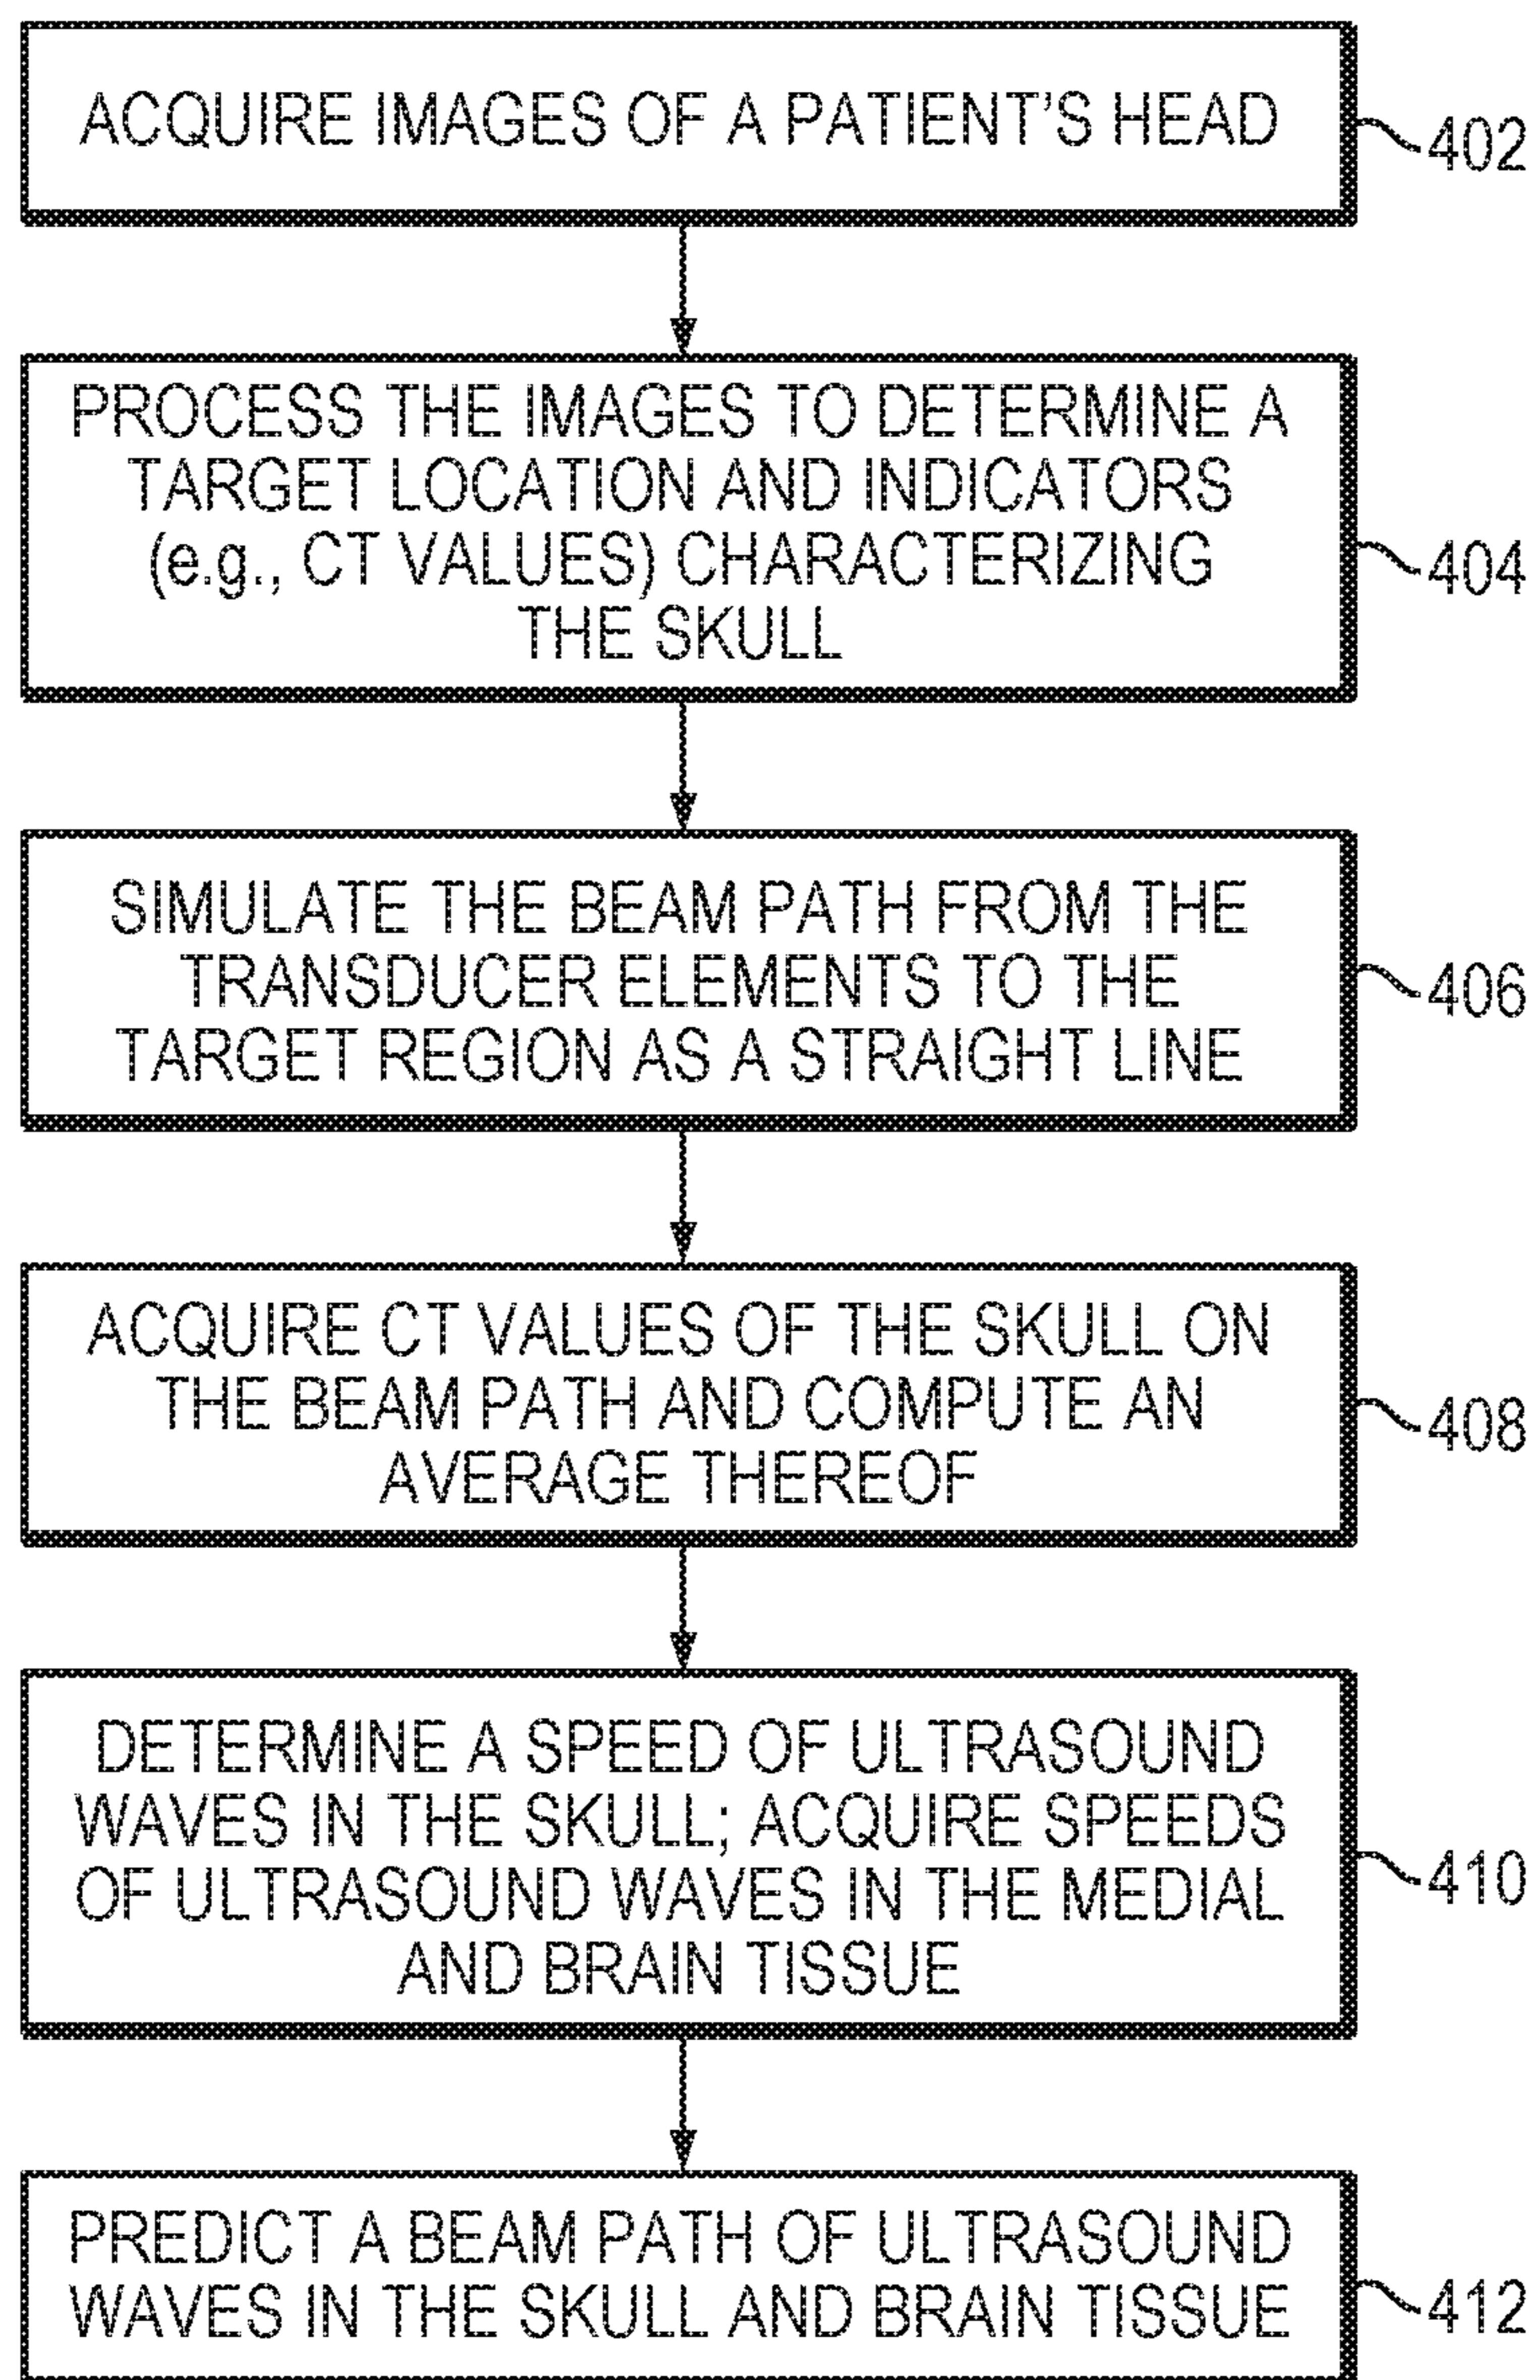 ACQUIRE IMAGES OF A PATIENT'S HEAD
402
PROCESS THE IMAGES TO DETERMINE A
TARGET LOCATION AND INDICATORS
(e.g., CT VALUES) CHARACTERIZING
THE SKULL
404
SIMULATE THE BEAM PATH FROM THE
TRANSDUCER ELEMENTS TO THE
TARGET REGION AS A STRAIGHT LINE
406
ACQUIRE CT VALUES OF THE SKULL ON
THE BEAM PATH AND COMPUTE AN
AVERAGE THEREOF
408
DETERMINE A SPEED OF ULTRASOUND
WAVES IN THE SKULL; ACQUIRE SPEEDS
OF ULTRASOUND WAVES IN THE MEDIAL
AND BRAIN TISSUE
410
PREDICT A BEAM PATH OF ULTRASOUND
WAVES IN THE SKULL AND BRAIN TISSUE
412